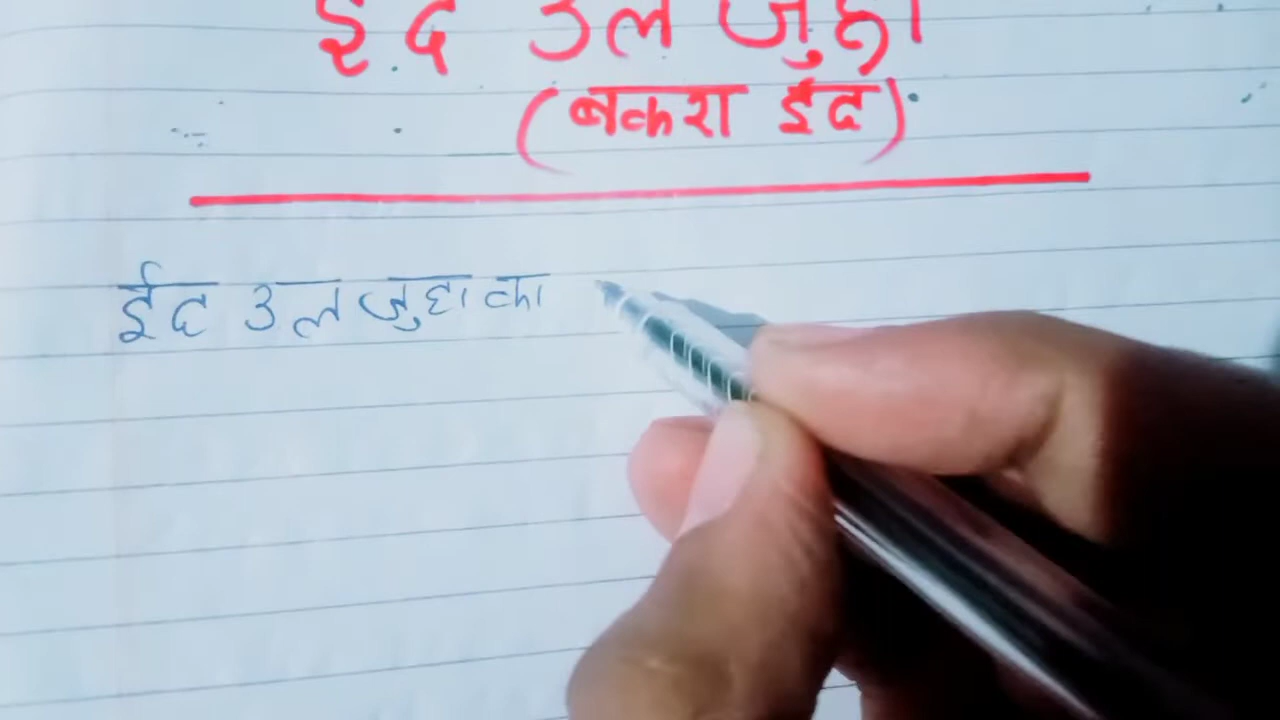 ईद उल जुहा
(बकरा ईद)
ईद उल जुहा का